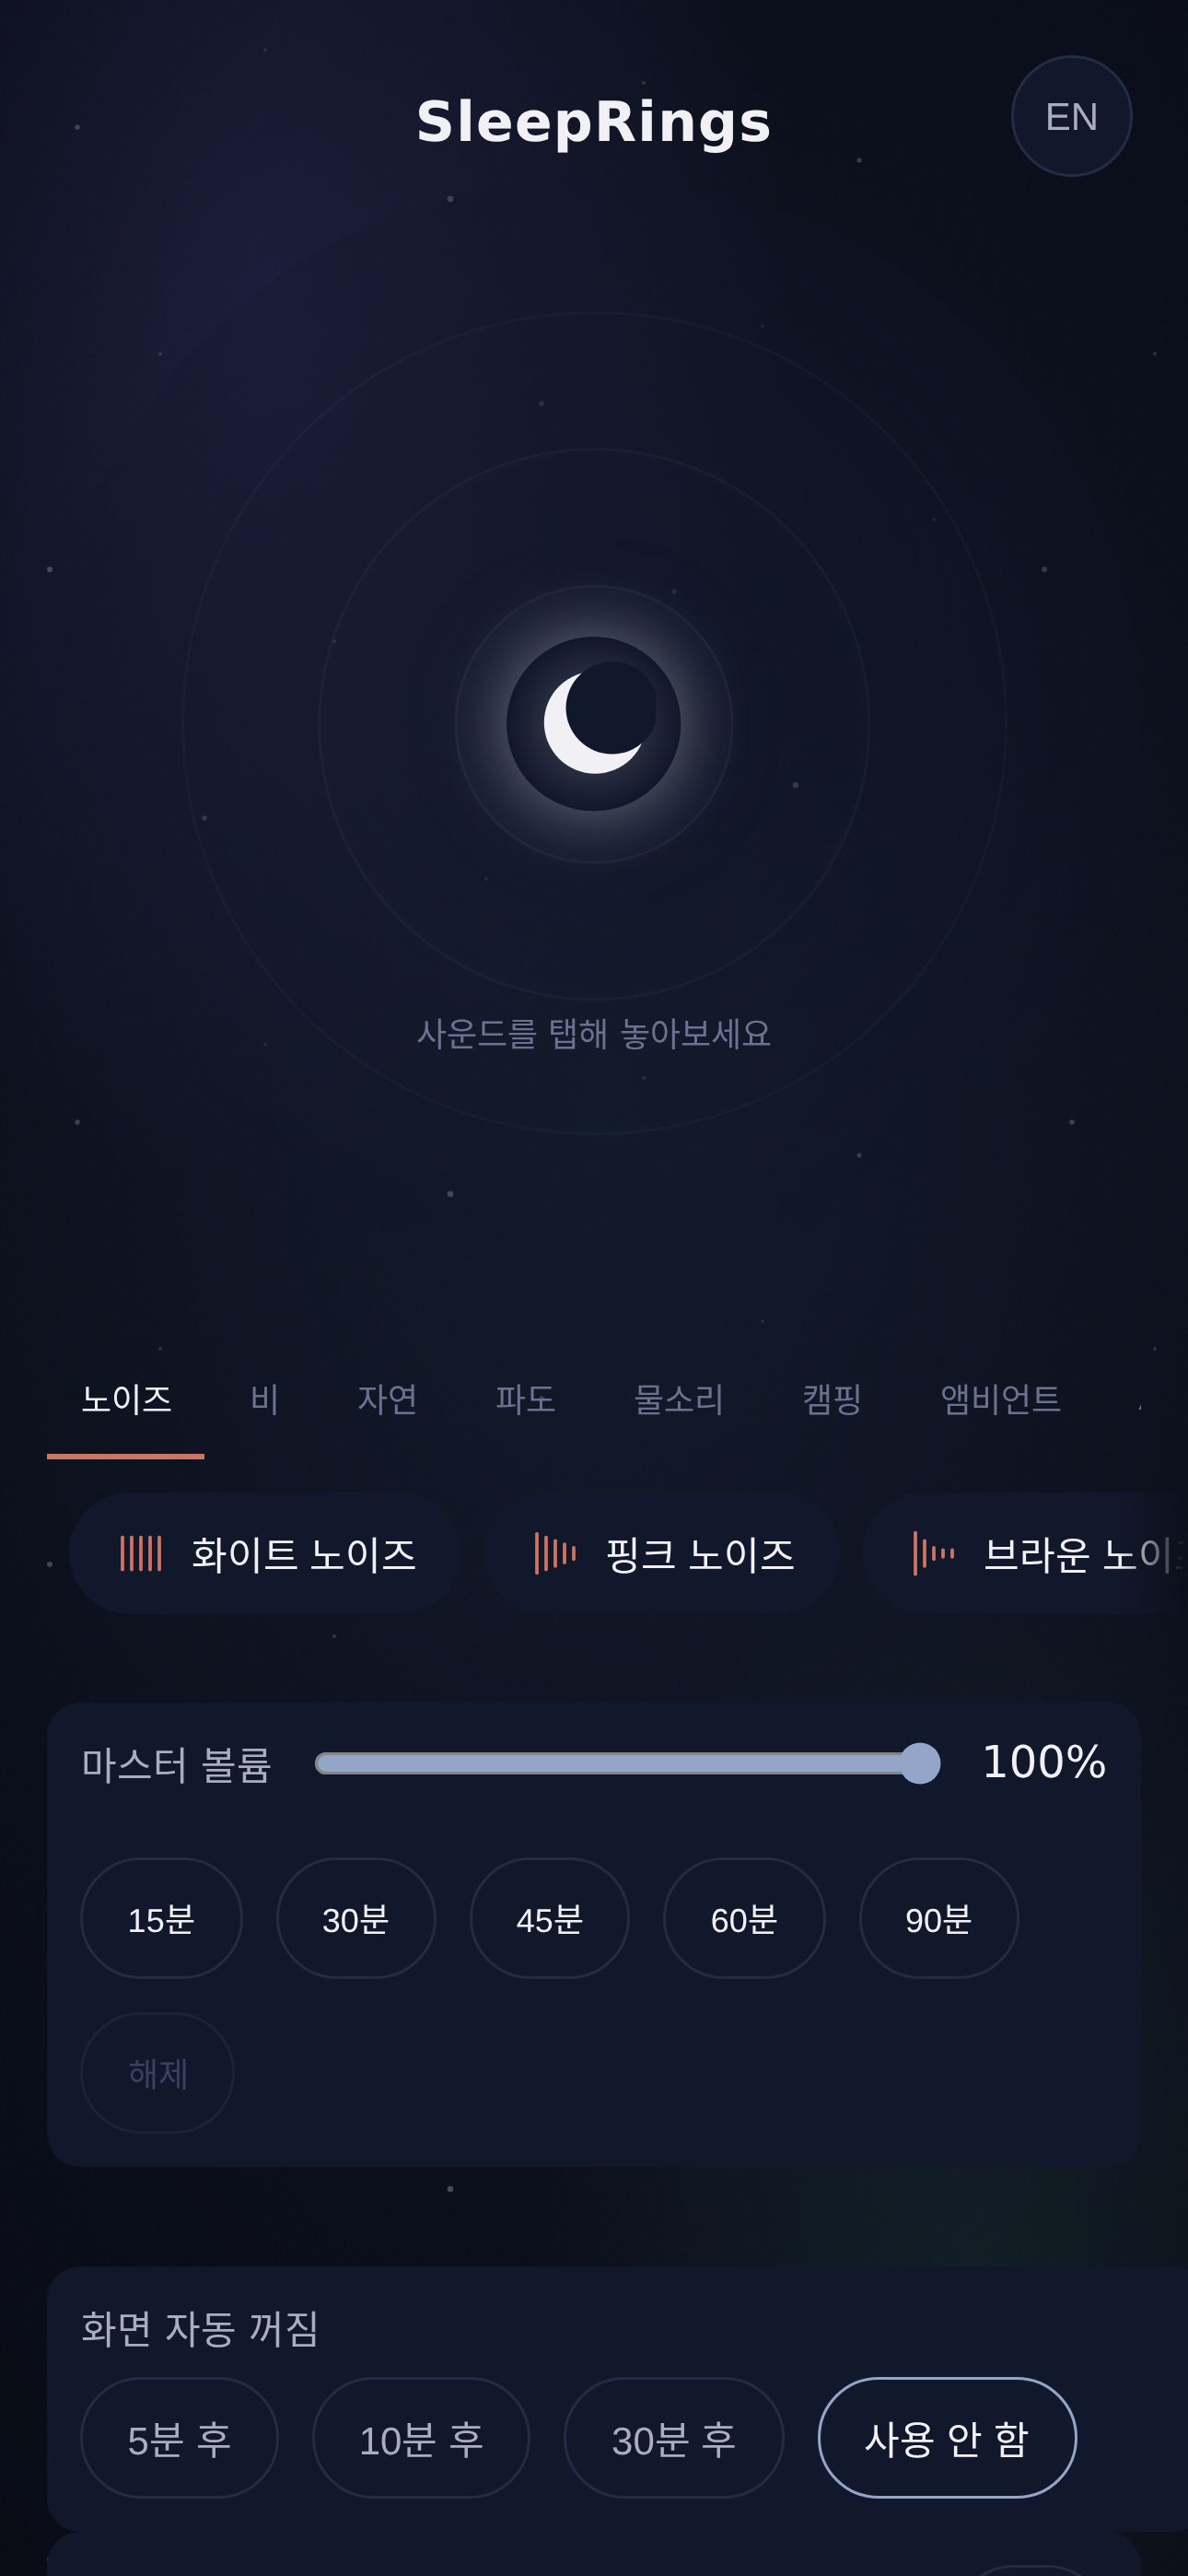 SleepRings
EN
사운드를 탭해 놓아보세요
노이즈 비 자연 파도 물소리 캠핑 앰비언트
화이트 노이즈 핑크 노이즈 브라운 노이
마스터 볼륨 100%
15분 30분 45분 60분 90분
해제
화면 자동 꺼짐
5분 후 10분 후 30분 후 사용 안 함